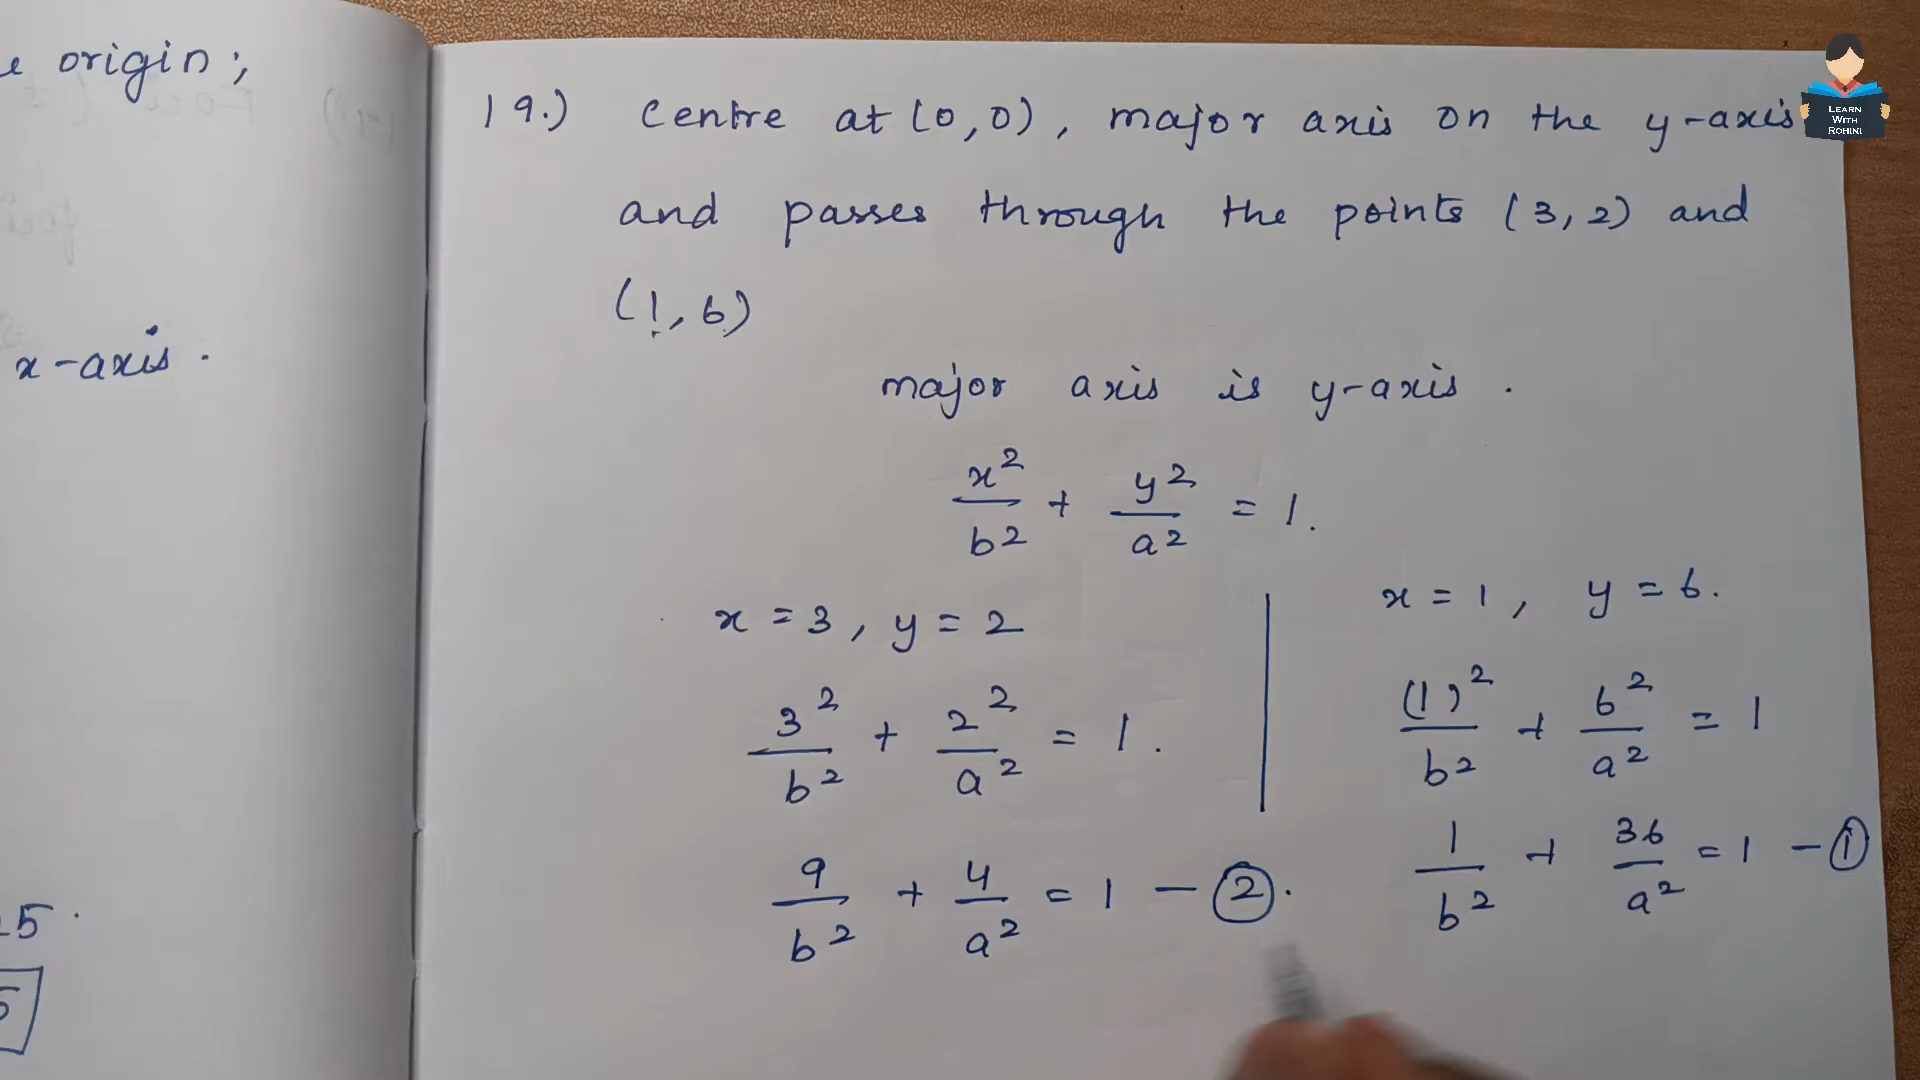 origin;
x-axis.
19.) Centre at (0,0), major axis on the y-axis
and passes through the points (3,2) and
(1,6)
major axis is y-axis.
x²/b² + y²/a² = 1.
x = 3, y = 2
3²/b² + 2²/a² = 1.
9/b² + 4/a² = 1 — ②.
x = 1, y = 6.
(1)²/b² + 6²/a² = 1
1/b² + 36/a² = 1 — ①
LEARN
WITH
ROHINI